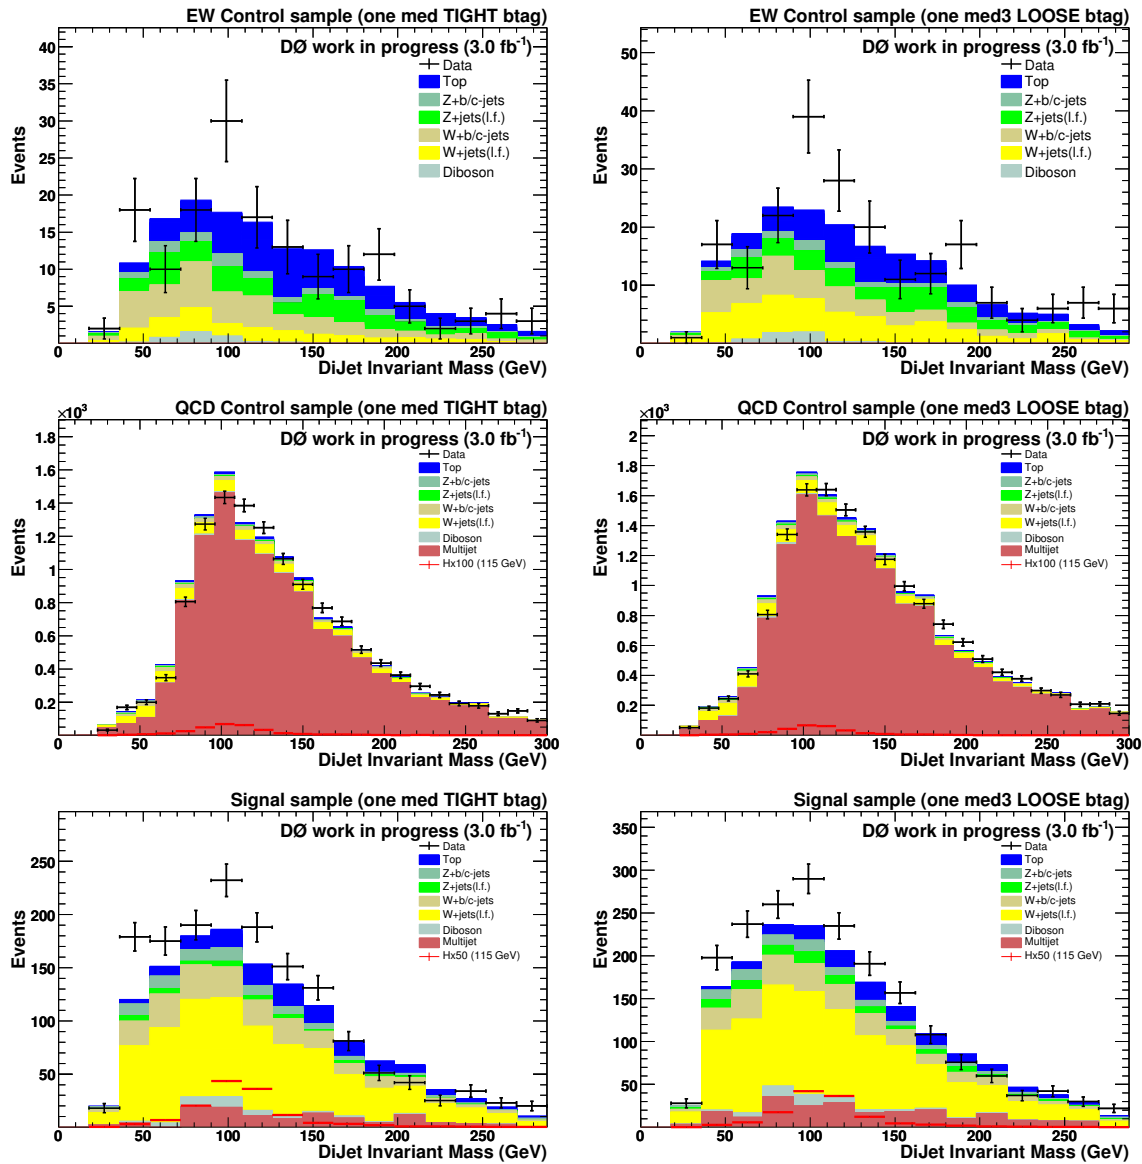 EW Control sample (one med TIGHT btag)
DØ work in progress (3.0 fb-1)
Data
Top
Z+b/c-jets
Z+jets(l.f.)
W+b/c-jets
W+jets(l.f.)
Diboson
Events
40
35
30
25
20
15
10
5
0 50 100 150 200 250
DiJet Invariant Mass (GeV)
EW Control sample (one med3 LOOSE btag)
DØ work in progress (3.0 fb-1)
Data
Top
Z+b/c-jets
Z+jets(l.f.)
W+b/c-jets
W+jets(l.f.)
Diboson
Events
50
40
30
20
10
0 50 100 150 200 250
DiJet Invariant Mass (GeV)
QCD Control sample (one med TIGHT btag)
×103
DØ work in progress (3.0 fb-1)
Data
Top
Z+b/c-jets
Z+jets(l.f.)
W+b/c-jets
W+jets(l.f.)
Diboson
Multijet
Hx100 (115 GeV)
Events
1.8
1.6
1.4
1.2
1
0.8
0.6
0.4
0.2
0 50 100 150 200 250 300
DiJet Invariant Mass (GeV)
QCD Control sample (one med3 LOOSE btag)
×103
DØ work in progress (3.0 fb-1)
Data
Top
Z+b/c-jets
Z+jets(l.f.)
W+b/c-jets
W+jets(l.f.)
Diboson
Multijet
Hx100 (115 GeV)
Events
2
1.8
1.6
1.4
1.2
1
0.8
0.6
0.4
0.2
0 50 100 150 200 250 300
DiJet Invariant Mass (GeV)
Signal sample (one med TIGHT btag)
DØ work in progress (3.0 fb-1)
Data
Top
Z+b/c-jets
Z+jets(l.f.)
W+b/c-jets
W+jets(l.f.)
Diboson
Multijet
Hx50 (115 GeV)
Events
250
200
150
100
50
0 50 100 150 200 250
DiJet Invariant Mass (GeV)
Signal sample (one med3 LOOSE btag)
DØ work in progress (3.0 fb-1)
Data
Top
Z+b/c-jets
Z+jets(l.f.)
W+b/c-jets
W+jets(l.f.)
Diboson
Multijet
Hx50 (115 GeV)
Events
350
300
250
200
150
100
50
0 50 100 150 200 250
DiJet Invariant Mass (GeV)